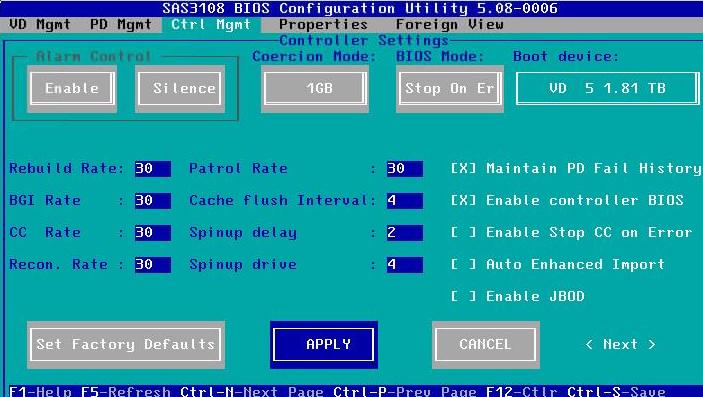 SAS3108 BIOS Configuration Utility 5.08-0006
VD Mgmt PD Mgmt Ctrl Mgmt Properties Foreign View
Controller Settings
Alarm Control Coercion Mode: BIOS Mode: Boot device:
Enable Silence 1GB Stop On Er VD 5 1.81 TB
Rebuild Rate: 30 Patrol Rate : 30 [X] Maintain PD Fail History
BGI Rate : 30 Cache flush Interval: 4 [X] Enable controller BIOS
CC Rate : 30 Spinup delay : 2 [ ] Enable Stop CC on Error
Recon. Rate : 30 Spinup drive : 4 [ ] Auto Enhanced Import
[ ] Enable JBOD
Set Factory Defaults APPLY CANCEL < Next >
F1-Help F5-Refresh Ctrl-N-Next Page Ctrl-P-Prev Page F12-Ctlr Ctrl-S-Save